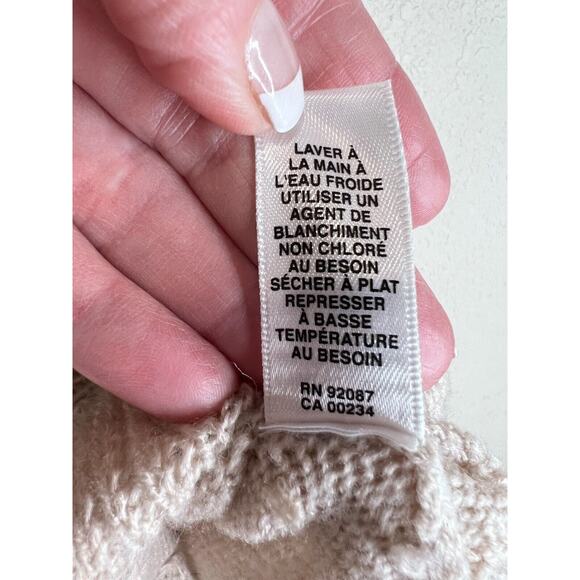 LAVER À
LA MAIN À
L'EAU FROIDE
UTILISER UN
AGENT DE
BLANCHIMENT
NON CHLORÉ
AU BESOIN
SÉCHER À PLAT
REPRESSER
À BASSE
TEMPÉRATURE
AU BESOIN
RN 92087
CA 00234